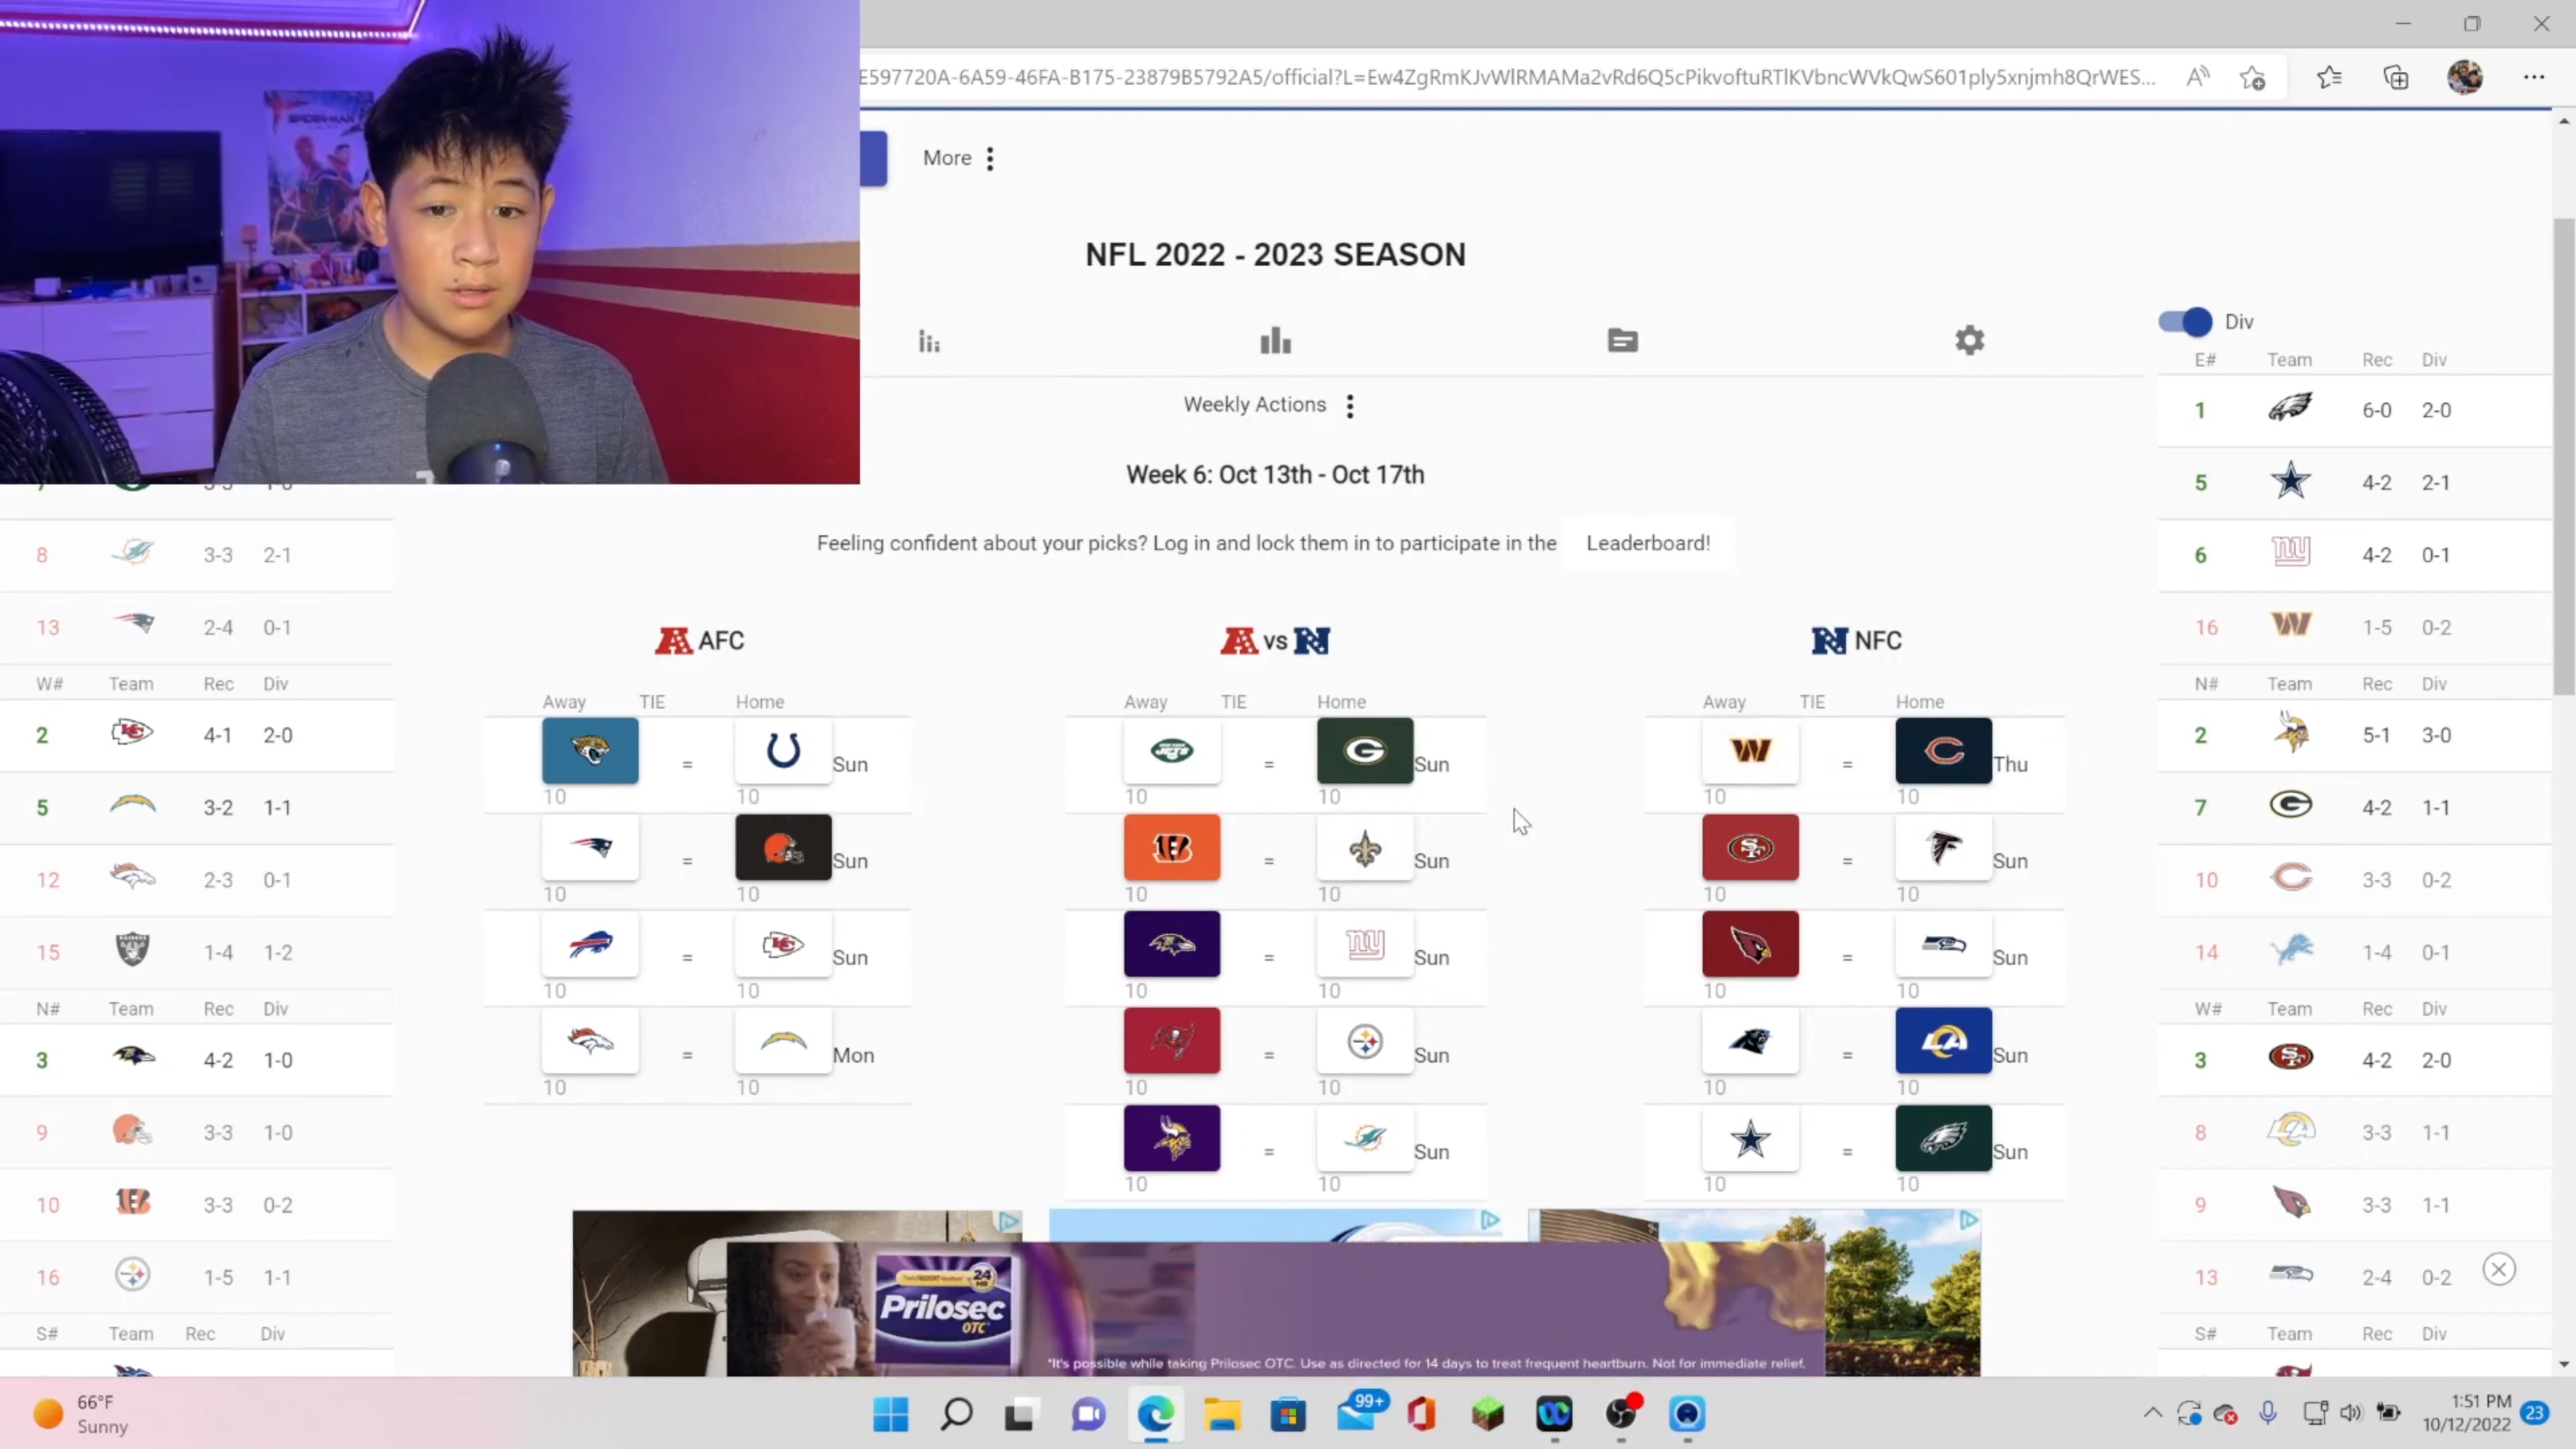 SPIDER-MAN
E597720A-6A59-46FA-B175-23879B5792A5/official?L=Ew4ZgRmKJvWlRMAMa2vRd6Q5cPikvoftuRTlKVbncWVkQwS601ply5xnjmh8QrWES...
More
NFL 2022 - 2023 SEASON
Weekly Actions
Week 6: Oct 13th - Oct 17th
Feeling confident about your picks? Log in and lock them in to participate in the Leaderboard!
8 3-3 2-1
13 2-4 0-1
W# Team Rec Div
2 KC 4-1 2-0
5 3-2 1-1
12 2-3 0-1
15 RAIDERS 1-4 1-2
N# Team Rec Div
3 4-2 1-0
9 3-3 1-0
10 3-3 0-2
16 1-5 1-1
S# Team Rec Div
A AFC
Away TIE Home
= Sun
10 10
= Sun
10 10
= KC Sun
10 10
= Mon
10 10
A vs N
Away TIE Home
JETS = G Sun
10 10
B = Sun
10 10
= ny Sun
10 10
= Sun
10 10
= Sun
10 10
N NFC
Away TIE Home
W = C Thu
10 10
SF = Sun
10 10
= Sun
10 10
= LA Sun
10 10
= Sun
10 10
Div
E# Team Rec Div
1 6-0 2-0
5 4-2 2-1
6 ny 4-2 0-1
16 W 1-5 0-2
N# Team Rec Div
2 5-1 3-0
7 G 4-2 1-1
10 C 3-3 0-2
14 1-4 0-1
W# Team Rec Div
3 SF 4-2 2-0
8 LA 3-3 1-1
9 3-3 1-1
13 2-4 0-2
S# Team Rec Div
24
Prilosec
OTC
*It's possible while taking Prilosec OTC. Use as directed for 14 days to treat frequent heartburn. Not for immediate relief.
66°F
Sunny
99+
1:51 PM
10/12/2022
23